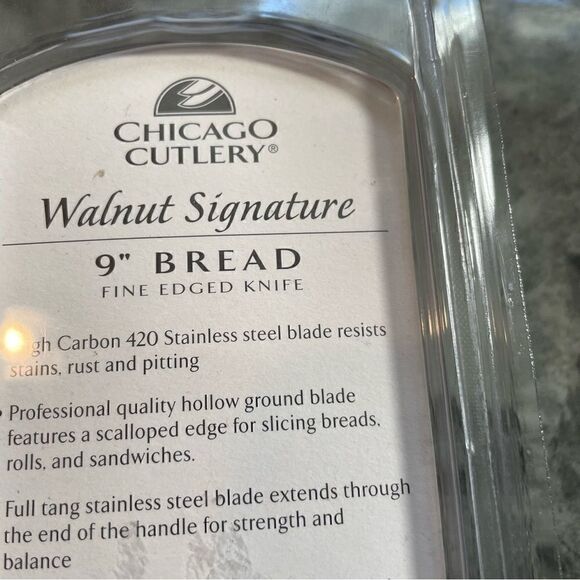 CHICAGO
CUTLERY®
Walnut Signature
9" BREAD
FINE EDGED KNIFE
Carbon 420 Stainless steel blade resists
stains, rust and pitting
• Professional quality hollow ground blade
features a scalloped edge for slicing breads,
rolls, and sandwiches.
Full tang stainless steel blade extends through
the end of the handle for strength and
balance